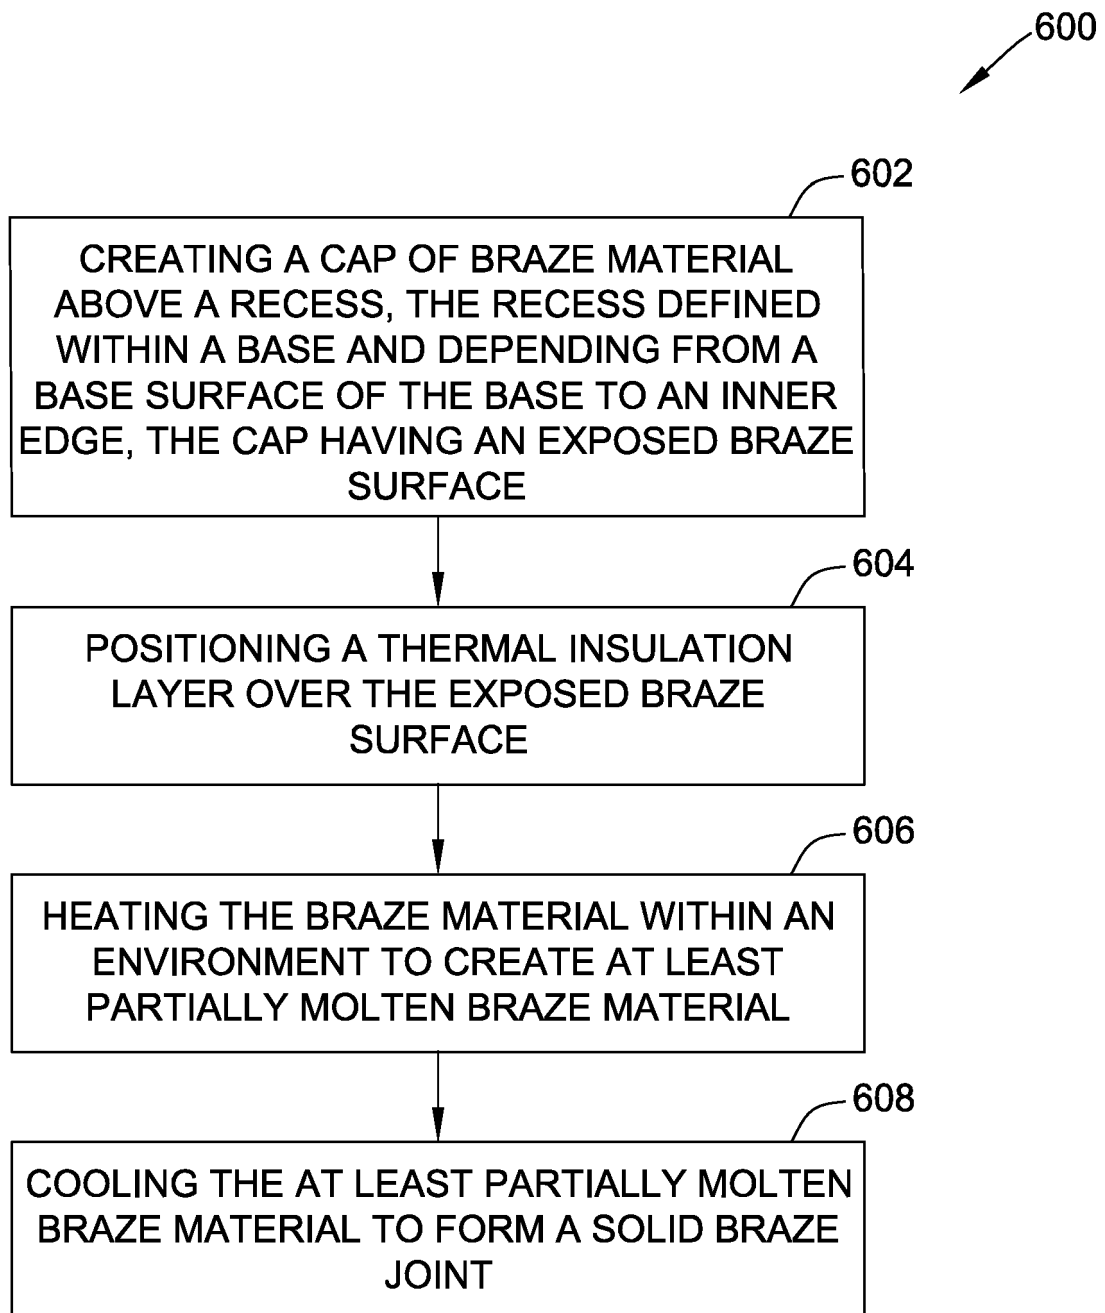 600
602
CREATING A CAP OF BRAZE MATERIAL
ABOVE A RECESS, THE RECESS DEFINED
WITHIN A BASE AND DEPENDING FROM A
BASE SURFACE OF THE BASE TO AN INNER
EDGE, THE CAP HAVING AN EXPOSED BRAZE
SURFACE
604
POSITIONING A THERMAL INSULATION
LAYER OVER THE EXPOSED BRAZE
SURFACE
606
HEATING THE BRAZE MATERIAL WITHIN AN
ENVIRONMENT TO CREATE AT LEAST
PARTIALLY MOLTEN BRAZE MATERIAL
608
COOLING THE AT LEAST PARTIALLY MOLTEN
BRAZE MATERIAL TO FORM A SOLID BRAZE
JOINT